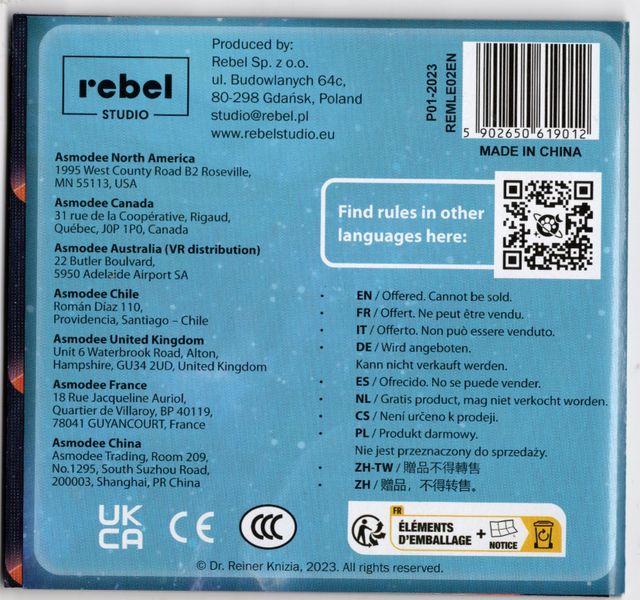 rebel
STUDIO
Produced by:
Rebel Sp. z o.o.
ul. Budowlanych 64c,
80-298 Gdańsk, Poland
studio@rebel.pl
www.rebelstudio.eu
P01-2023
REMLE02EN
5 902650 619012
MADE IN CHINA
Asmodee North America
1995 West County Road B2 Roseville,
MN 55113, USA
Asmodee Canada
31 rue de la Coopérative, Rigaud,
Québec, J0P 1P0, Canada
Asmodee Australia (VR distribution)
22 Butler Boulvard,
5950 Adeleide Airport SA
Asmodee Chile
Román Díaz 110,
Providencia, Santiago – Chile
Asmodee United Kingdom
Unit 6 Waterbrook Road, Alton,
Hampshire, GU34 2UD, United Kingdom
Asmodee France
18 Rue Jacqueline Auriol,
Quartier de Villaroy, BP 40119,
78041 GUYANCOURT, France
Asmodee China
Asmodee Trading, Room 209,
No.1295, South Suzhou Road,
200003, Shanghai, PR China
Find rules in other
languages here:
• EN / Offered. Cannot be sold.
• FR / Offert. Ne peut être vendu.
• IT / Offerto. Non può essere venduto.
• DE / Wird angeboten.
Kann nicht verkauft werden.
• ES / Ofrecido. No se puede vender.
• NL / Gratis product, mag niet verkocht worden.
• CS / Není určeno k prodeji.
• PL / Produkt darmowy.
Nie jest przeznaczony do sprzedaży.
• ZH-TW / 贈品不得轉售
• ZH / 赠品，不得转售。
UK
CA
CE
CCC
FR
ÉLÉMENTS
D'EMBALLAGE
+
NOTICE
© Dr. Reiner Knizia, 2023. All rights reserved.